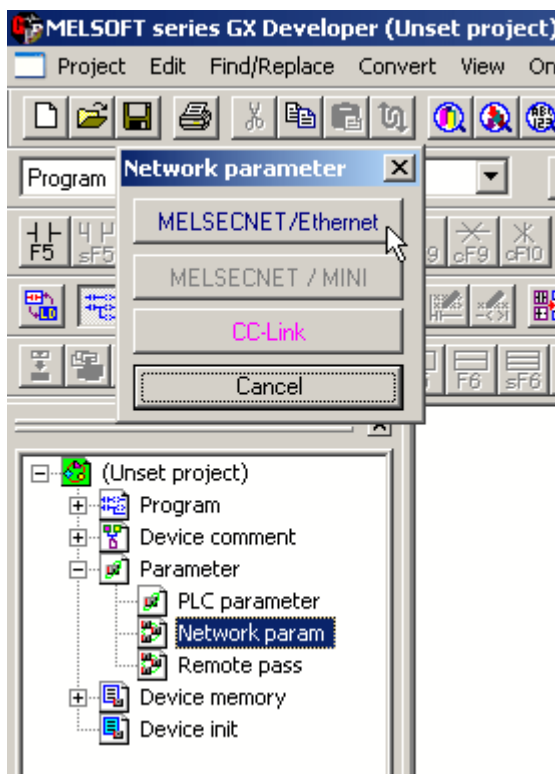 MELSOFT series GX Developer (Unset project)
Project Edit Find/Replace Convert View On
Program
Network parameter
MELSECNET/Ethernet
MELSECNET / MINI
CC-Link
Cancel
F5 sF5 cF9 cF10
F6 sF6
(Unset project)
Program
Device comment
Parameter
PLC parameter
Network param
Remote pass
Device memory
Device init